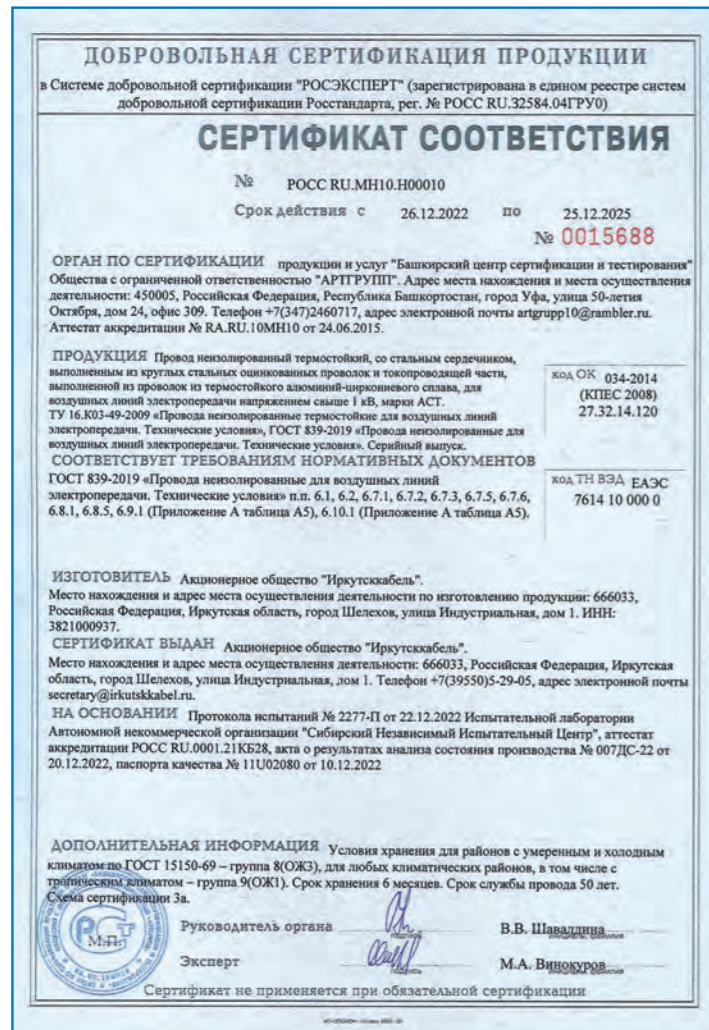 ДОБРОВОЛЬНАЯ СЕРТИФИКАЦИЯ ПРОДУКЦИИ
в Системе добровольной сертификации "РОСЭКСПЕРТ" (зарегистрирована в едином реестре систем
добровольной сертификации Росстандарта, рег. № РОСС RU.32584.04ГРУ0)
СЕРТИФИКАТ СООТВЕТСТВИЯ
№ РОСС RU.МН10.Н00010
Срок действия с 26.12.2022 по 25.12.2025
№ 0015688
ОРГАН ПО СЕРТИФИКАЦИИ продукции и услуг "Башкирский центр сертификации и тестирования"
Общества с ограниченной ответственностью "АРТГРУПП". Адрес места нахождения и места осуществления
деятельности: 450005, Российская Федерация, Республика Башкортостан, город Уфа, улица 50-летия
Октября, дом 24, офис 309. Телефон +7(347)2460717, адрес электронной почты artgrupp10@rambler.ru.
Аттестат аккредитации № RA.RU.10МН10 от 24.06.2015.
ПРОДУКЦИЯ Провод неизолированный термостойкий, со стальным сердечником,
выполненным из круглых стальных оцинкованных проволок и токопроводящей части,
выполненной из проволок из термостойкого алюминий-циркониевого сплава, для
воздушных линий электропередачи напряжением свыше 1 кВ, марки АСТ.
ТУ 16.К03-49-2009 «Провода неизолированные термостойкие для воздушных линий
электропередачи. Технические условия», ГОСТ 839-2019 «Провода неизолированные для
воздушных линий электропередачи. Технические условия». Серийный выпуск.
код ОК 034-2014
(КПЕС 2008)
27.32.14.120
СООТВЕТСТВУЕТ ТРЕБОВАНИЯМ НОРМАТИВНЫХ ДОКУМЕНТОВ
ГОСТ 839-2019 «Провода неизолированные для воздушных линий
электропередачи. Технические условия» п.п. 6.1, 6.2, 6.7.1, 6.7.2, 6.7.3, 6.7.5, 6.7.6,
6.8.1, 6.8.5, 6.9.1 (Приложение А таблица А5), 6.10.1 (Приложение А таблица А5).
код ТН ВЭД ЕАЭС
7614 10 000 0
ИЗГОТОВИТЕЛЬ Акционерное общество "Иркутсккабель".
Место нахождения и адрес места осуществления деятельности по изготовлению продукции: 666033,
Российская Федерация, Иркутская область, город Шелехов, улица Индустриальная, дом 1. ИНН:
3821000937.
СЕРТИФИКАТ ВЫДАН Акционерное общество "Иркутсккабель".
Место нахождения и адрес места осуществления деятельности: 666033, Российская Федерация, Иркутская
область, город Шелехов, улица Индустриальная, дом 1. Телефон +7(39550)5-29-05, адрес электронной почты
secretary@irkutskkabel.ru.
НА ОСНОВАНИИ Протокола испытаний № 2277-П от 22.12.2022 Испытательной лаборатории
Автономной некоммерческой организации "Сибирский Независимый Испытательный Центр", аттестат
аккредитации РОСС RU.0001.21КБ28, акта о результатах анализа состояния производства № 007ДС-22 от
20.12.2022, паспорта качества № 11U02080 от 10.12.2022
ДОПОЛНИТЕЛЬНАЯ ИНФОРМАЦИЯ Условия хранения для районов с умеренным и холодным
климатом по ГОСТ 15150-69 – группа 8(ОЖ3), для любых климатических районов, в том числе с
тропическим климатом – группа 9(ОЖ1). Срок хранения 6 месяцев. Срок службы провода 50 лет.
Схема сертификации 3а.
М.П.
Руководитель органа
подпись
В.В. Шавалдина
инициалы, фамилия
Эксперт
подпись
М.А. Винокуров
инициалы, фамилия
Сертификат не применяется при обязательной сертификации